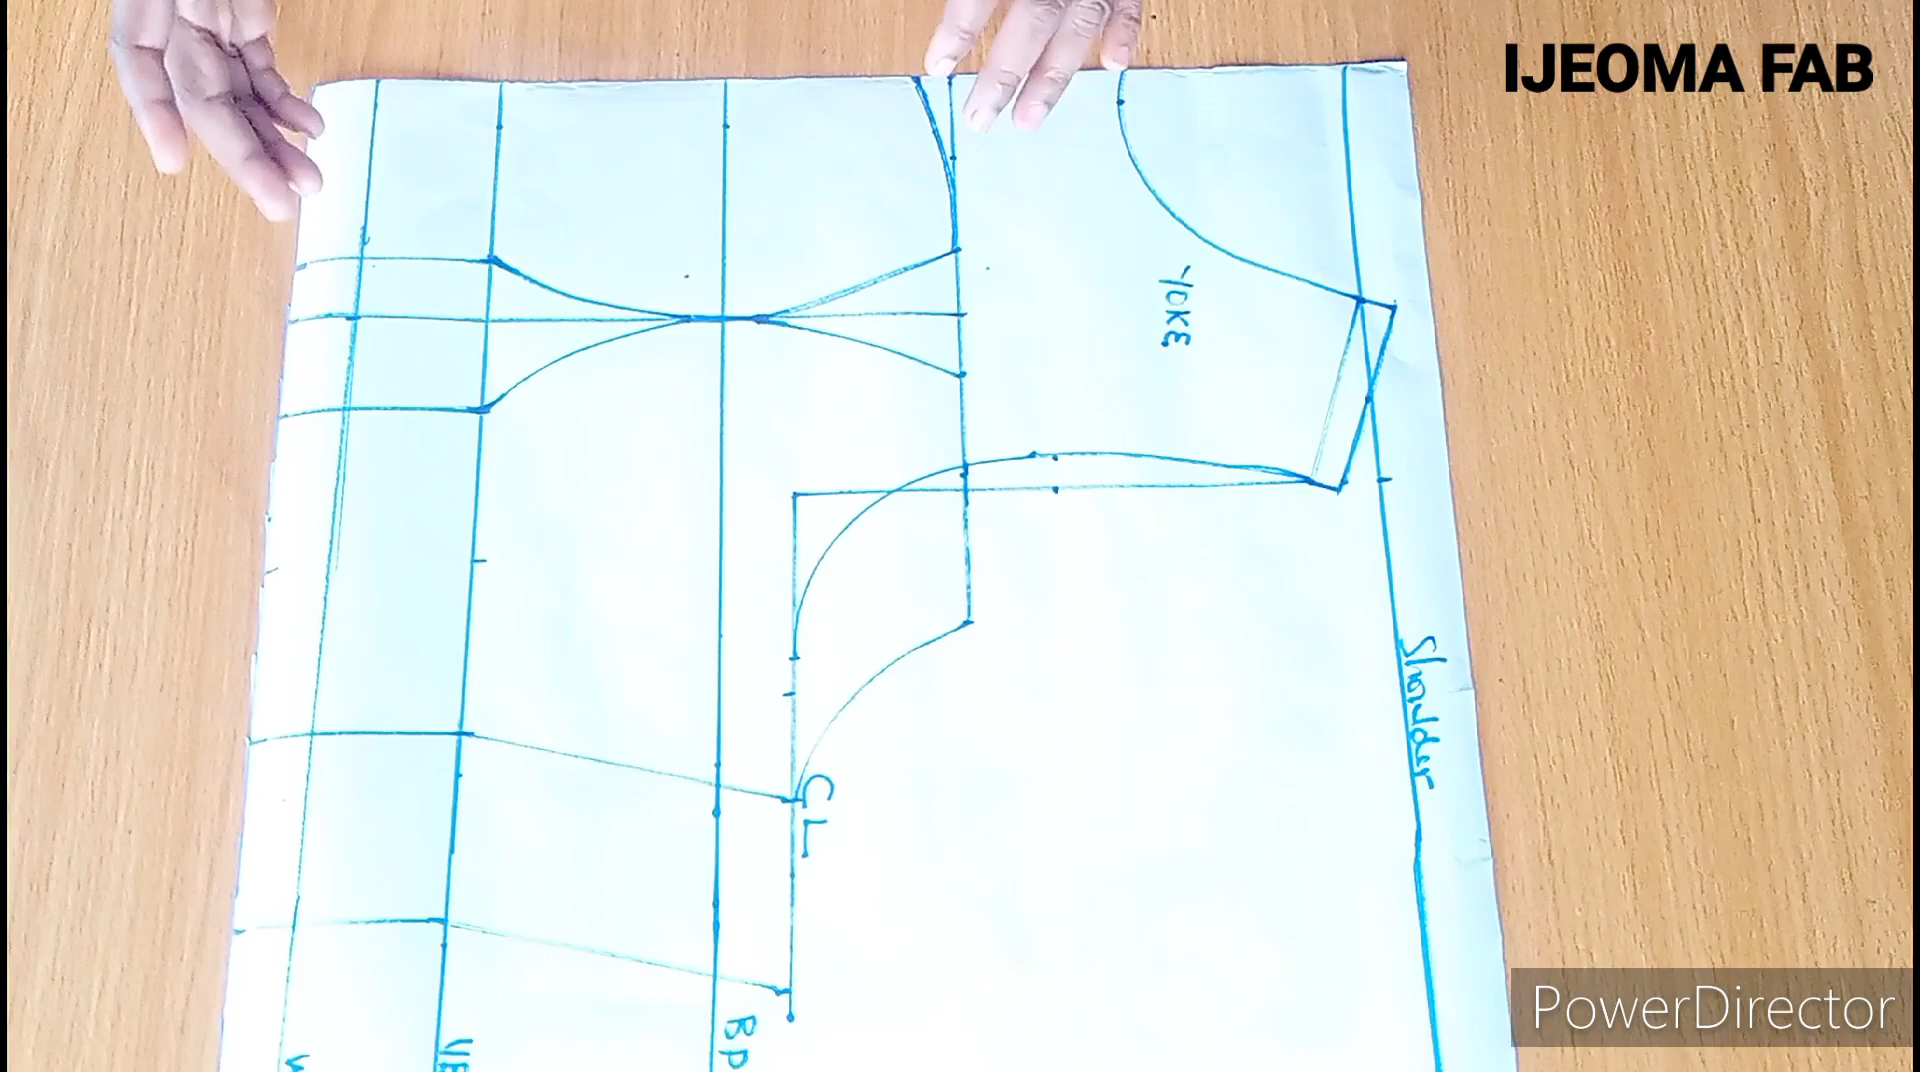 IJEOMA FAB
YOKE
Shoulder
CL
BP
PowerDirector